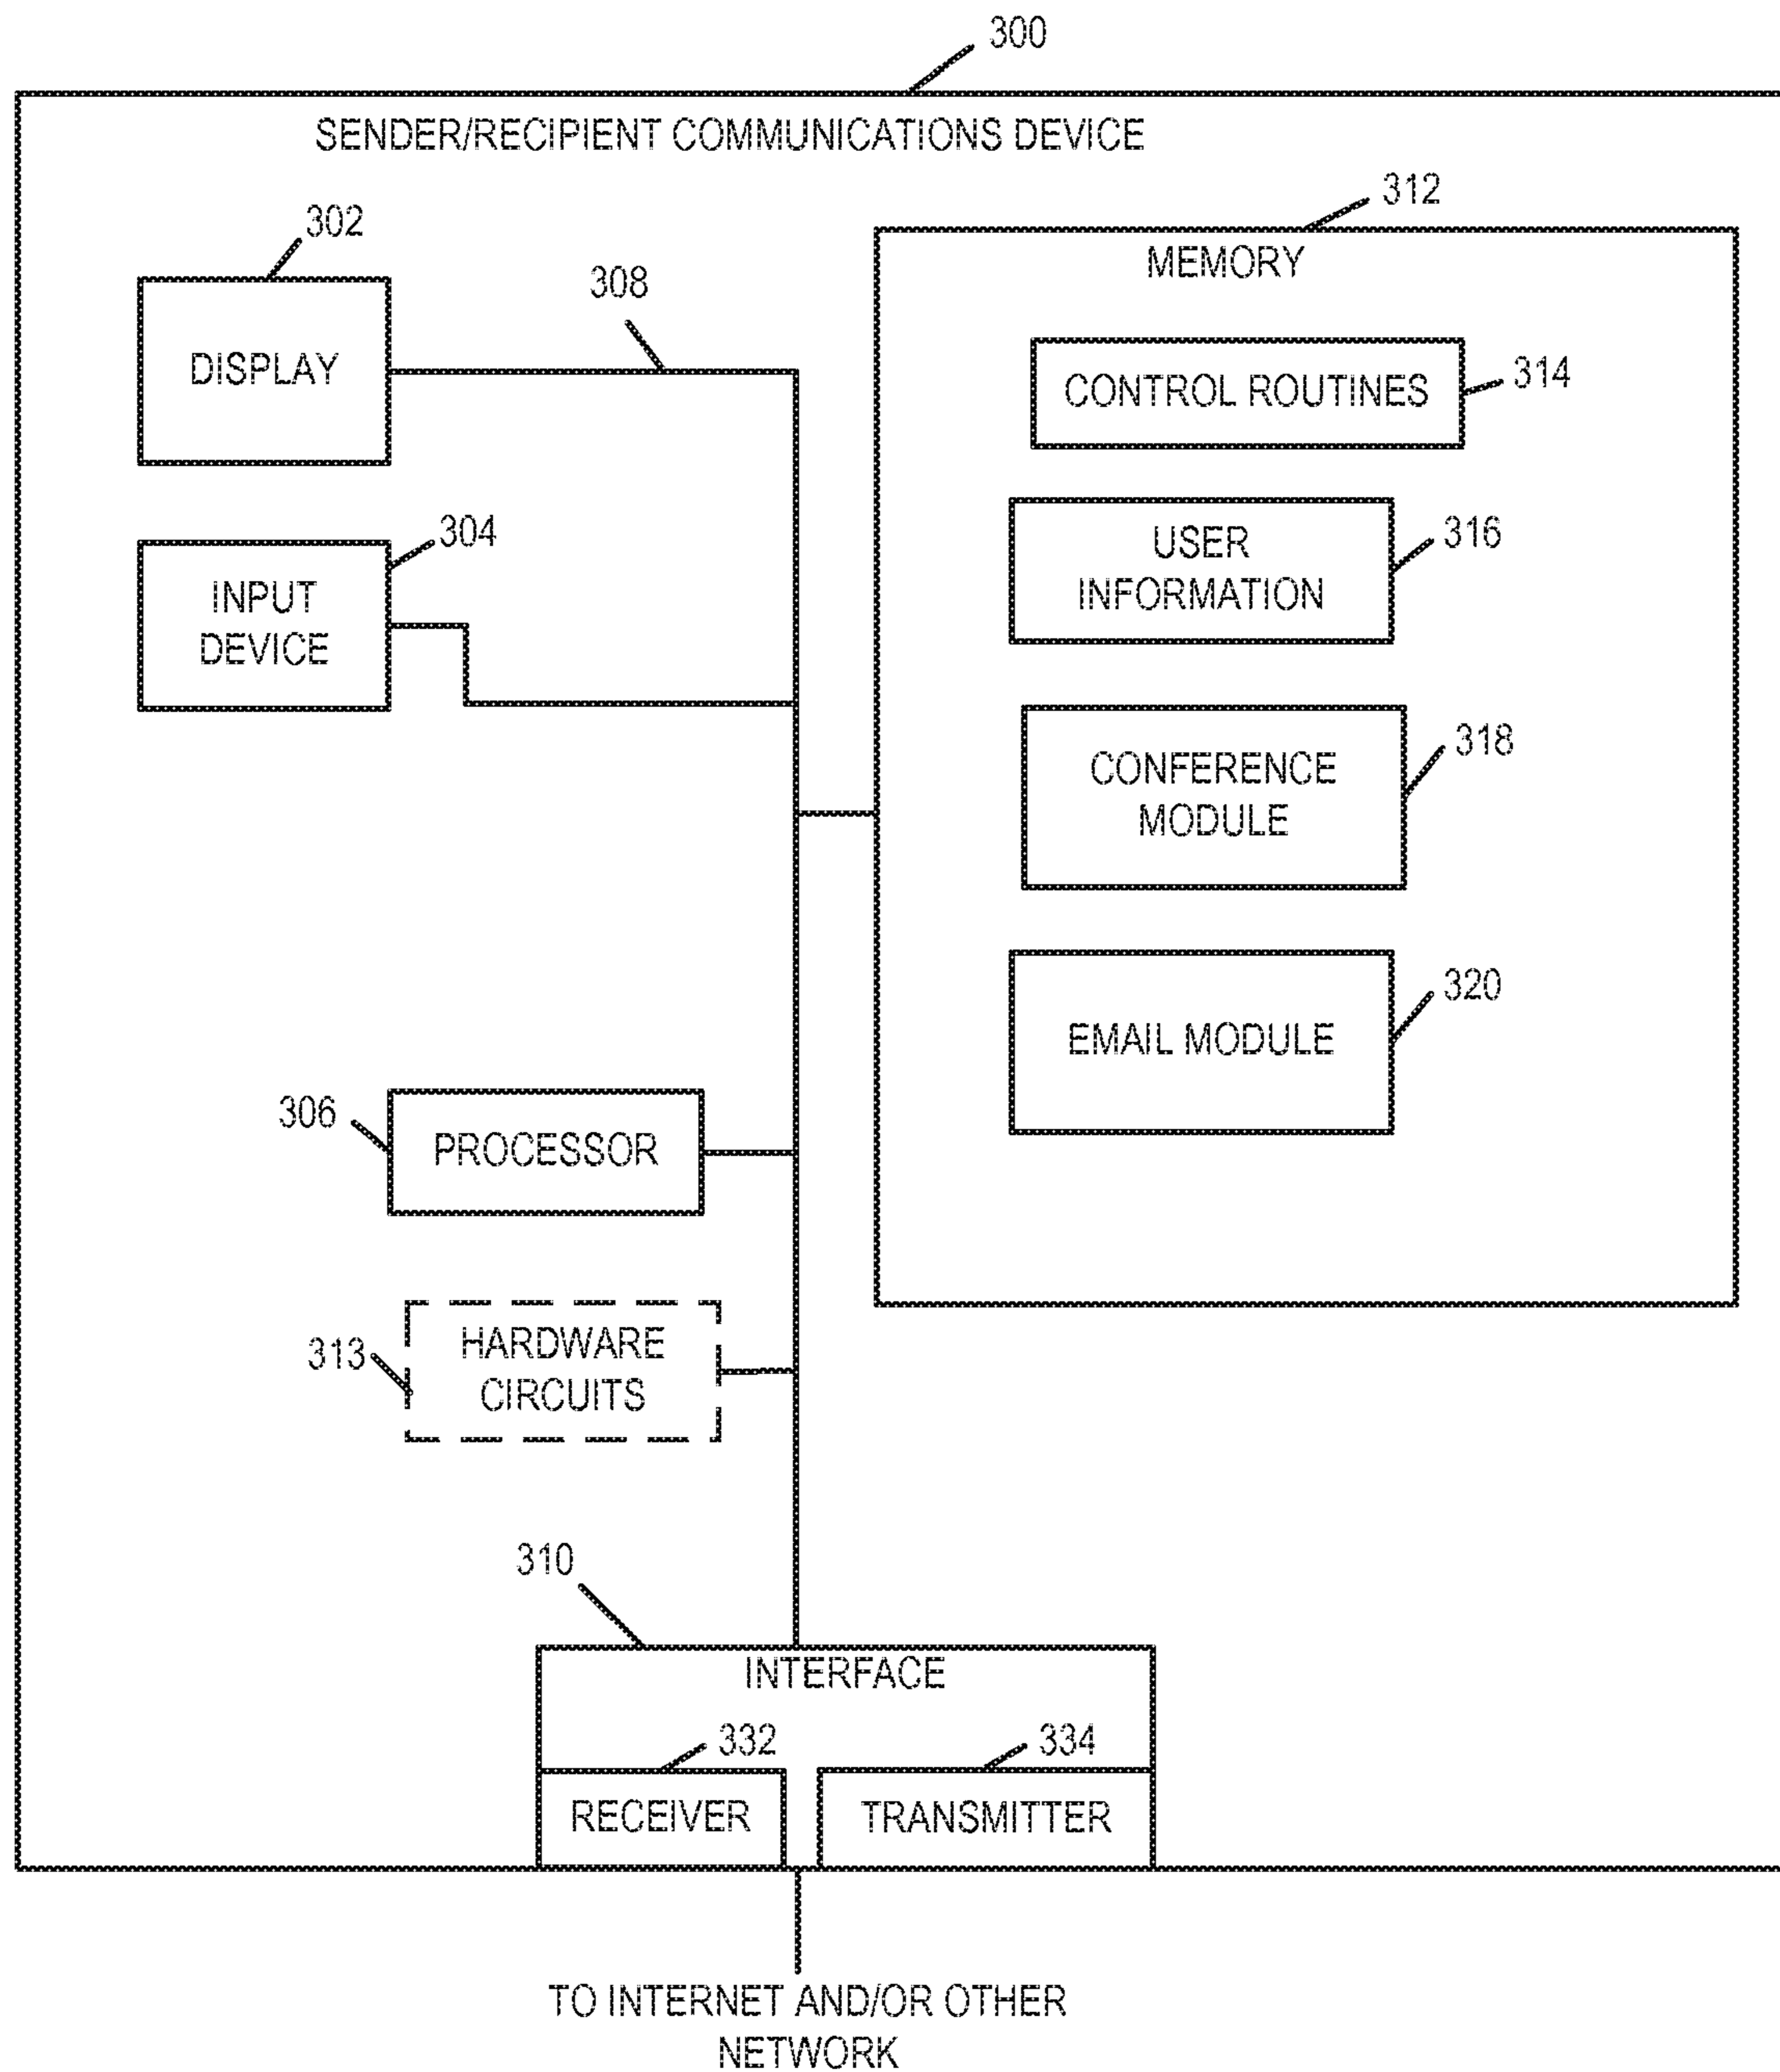 300
SENDER/RECIPIENT COMMUNICATIONS DEVICE
302
DISPLAY
308
304
INPUT
DEVICE
312
MEMORY
CONTROL ROUTINES
314
USER
INFORMATION
316
CONFERENCE
MODULE
318
EMAIL MODULE
320
306
PROCESSOR
313
HARDWARE
CIRCUITS
310
INTERFACE
332
RECEIVER
334
TRANSMITTER
TO INTERNET AND/OR OTHER
NETWORK